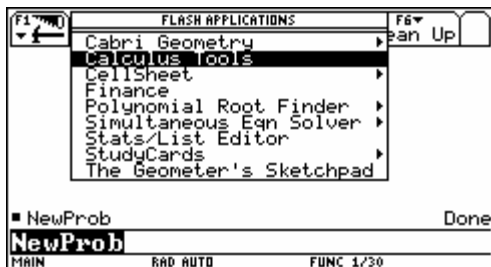 F1
FLASH APPLICATIONS
F6
ean Up
Cabri Geometry
Calculus Tools
CellSheet
Finance
Polynomial Root Finder
Simultaneous Eqn Solver
Stats/List Editor
StudyCards
The Geometer's Sketchpad
NewProb Done
NewProb
MAIN RAD AUTO FUNC 1/30